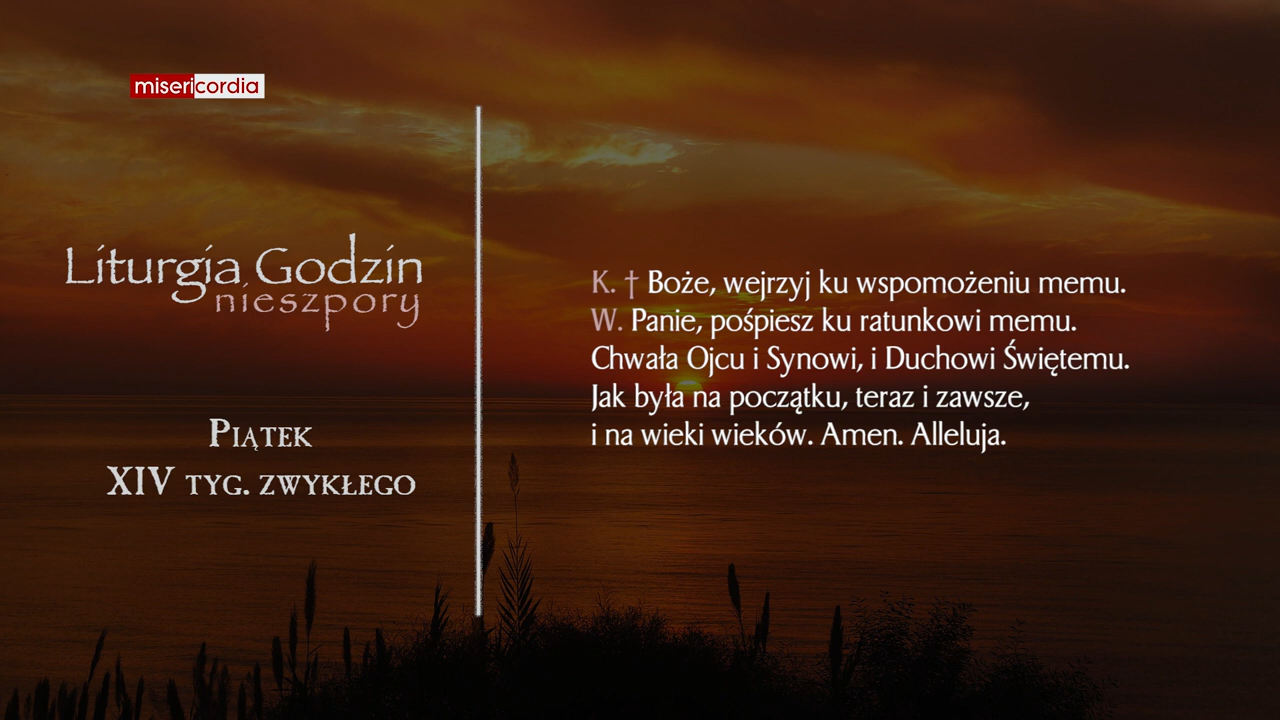 misericordia
Liturgia Godzin
nieszpory
Piątek
XIV tyg. zwykłego
K. † Boże, wejrzyj ku wspomożeniu memu.
W. Panie, pośpiesz ku ratunkowi memu.
Chwała Ojcu i Synowi, i Duchowi Świętemu.
Jak była na początku, teraz i zawsze,
i na wieki wieków. Amen. Alleluja.